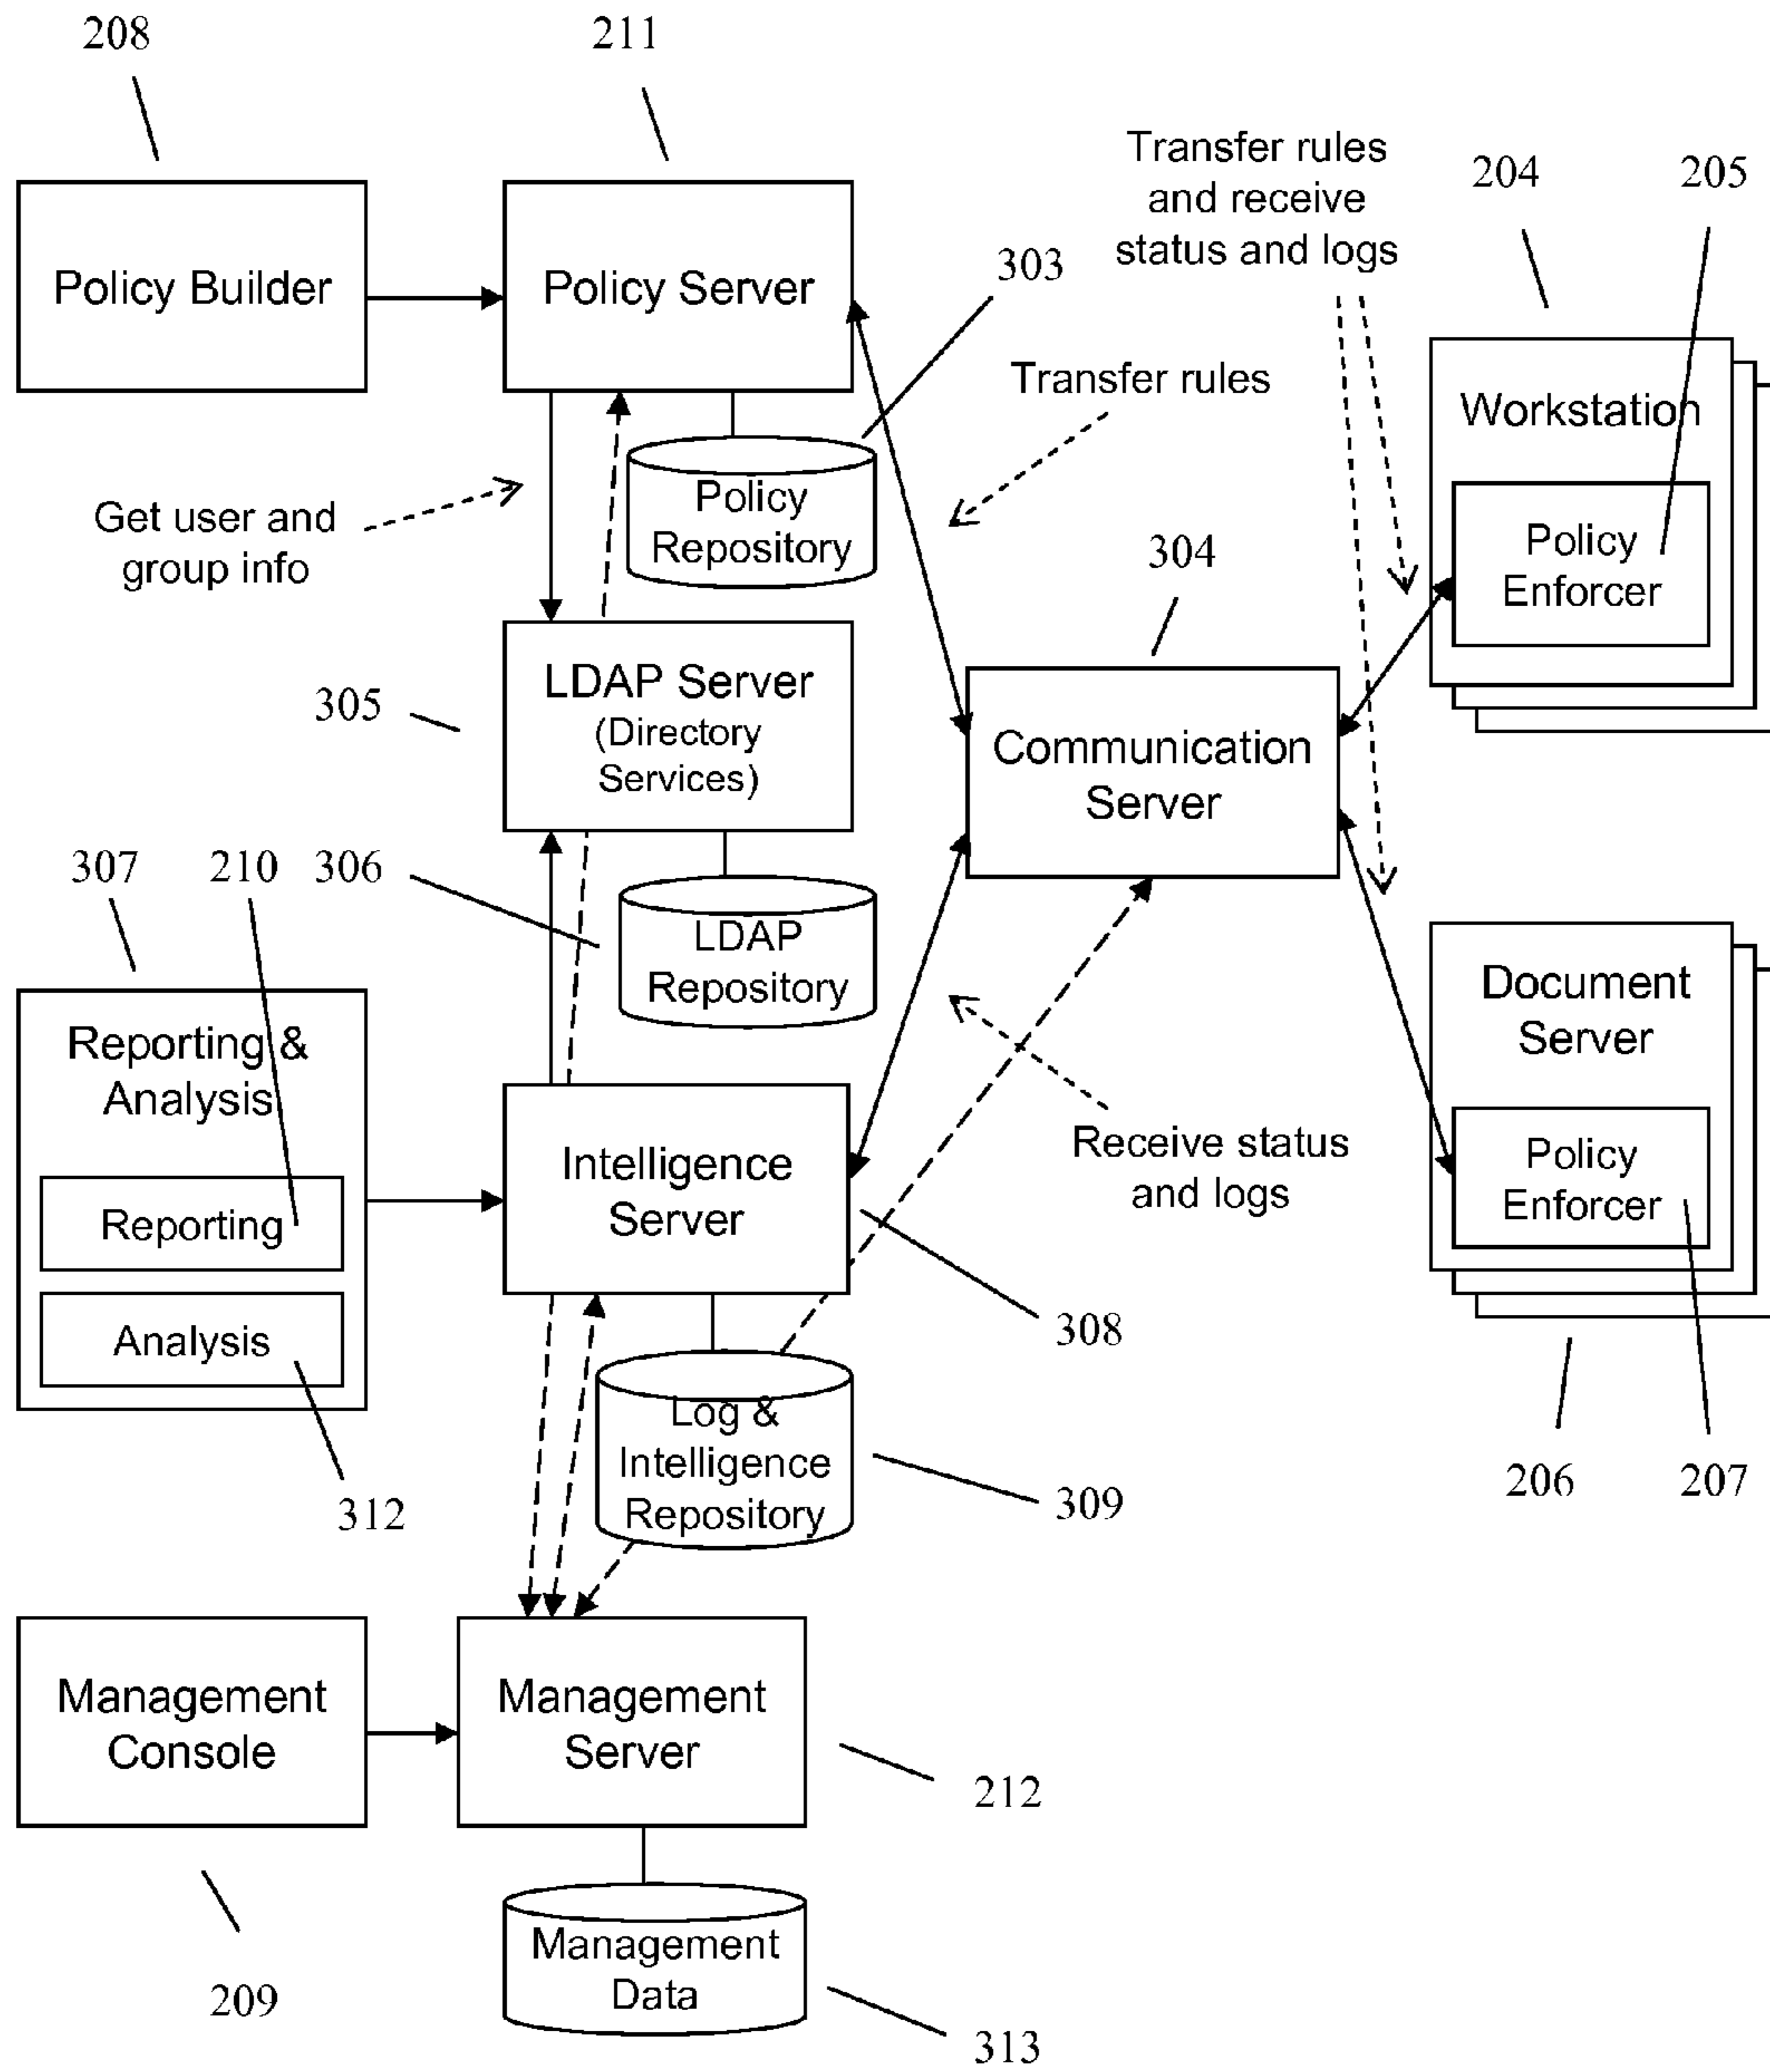 208
211
Transfer rules
and receive
status and logs
204
205
Policy Builder
Policy Server
303
Transfer rules
Workstation
Policy
Repository
Get user and
group info
304
Policy
Enforcer
LDAP Server
(Directory
Services)
305
Communication
Server
307
210
306
LDAP
Repository
Document
Server
Reporting &
Analysis
Reporting
Analysis
Intelligence
Server
Receive status
and logs
Policy
Enforcer
308
312
Log &
Intelligence
Repository
309
206
207
Management
Console
Management
Server
212
209
Management
Data
313